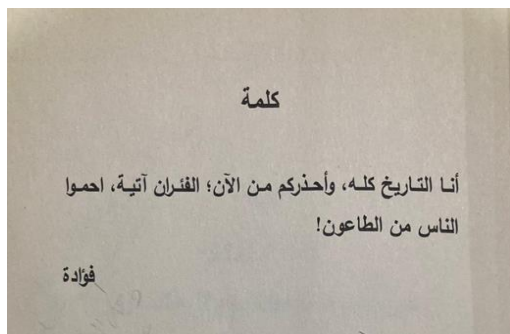 كلمة
أنا التاريخ كله، وأحذركم من الآن؛ الفئران آتية، احموا
الناس من الطاعون!
فؤادة